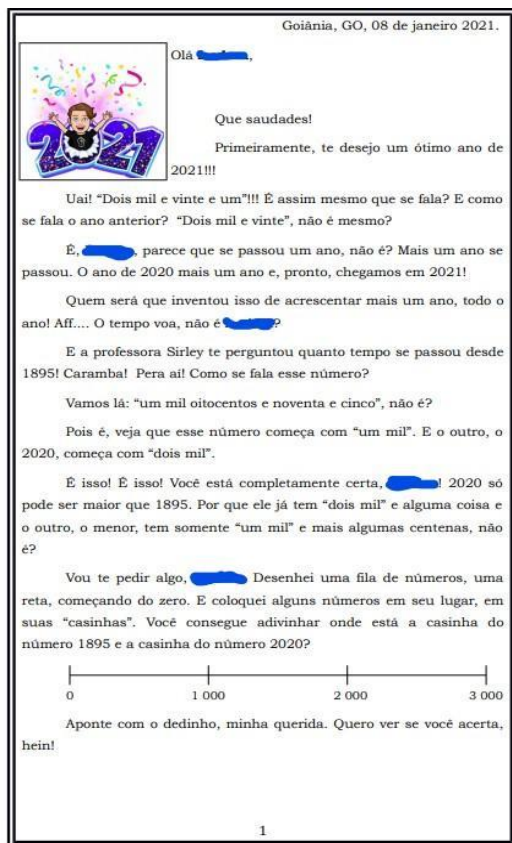 Goiânia, GO, 08 de janeiro 2021.
Olá
2021
Que saudades!
Primeiramente, te desejo um ótimo ano de
2021!!!
Uai! “Dois mil e vinte e um”!!! É assim mesmo que se fala? E como
se fala o ano anterior? “Dois mil e vinte”, não é mesmo?
É, , parece que se passou um ano, não é? Mais um ano se
passou. O ano de 2020 mais um ano e, pronto, chegamos em 2021!
Quem será que inventou isso de acrescentar mais um ano, todo o
ano! Aff.... O tempo voa, não é ?
E a professora Sirley te perguntou quanto tempo se passou desde
1895! Caramba! Pera aí! Como se fala esse número?
Vamos lá: “um mil oitocentos e noventa e cinco”, não é?
Pois é, veja que esse número começa com “um mil”. E o outro, o
2020, começa com “dois mil”.
É isso! É isso! Você está completamente certa, ! 2020 só
pode ser maior que 1895. Por que ele já tem “dois mil” e alguma coisa e
o outro, o menor, tem somente “um mil” e mais algumas centenas, não
é?
Vou te pedir algo, Desenhei uma fila de números, uma
reta, começando do zero. E coloquei alguns números em seu lugar, em
suas “casinhas”. Você consegue adivinhar onde está a casinha do
número 1895 e a casinha do número 2020?
0 1 000 2 000 3 000
Aponte com o dedinho, minha querida. Quero ver se você acerta,
hein!
1